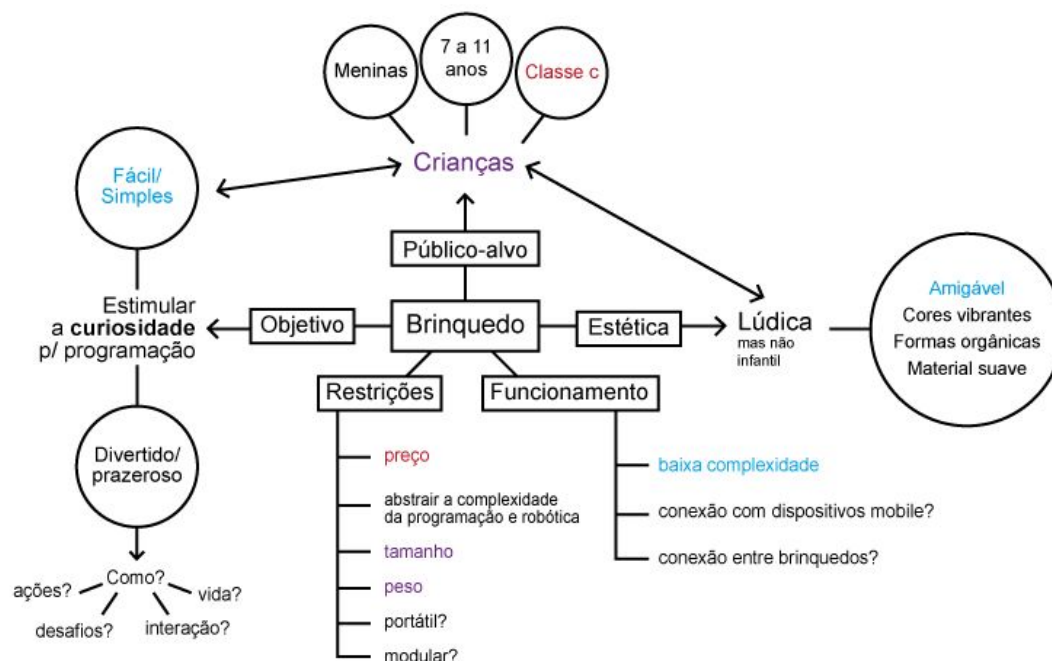 Meninas
7 a 11
anos
Classe c
Crianças
Fácil/
Simples
Público-alvo
Estimular
a curiosidade
p/ programação
Objetivo
Brinquedo
Estética
Lúdica
mas não
infantil
Amigável
Cores vibrantes
Formas orgânicas
Material suave
Restrições
Funcionamento
Divertido/
prazeroso
preço
abstrair a complexidade
da programação e robótica
tamanho
peso
portátil?
modular?
baixa complexidade
conexão com dispositivos mobile?
conexão entre brinquedos?
Como?
ações?
vida?
desafios?
interação?